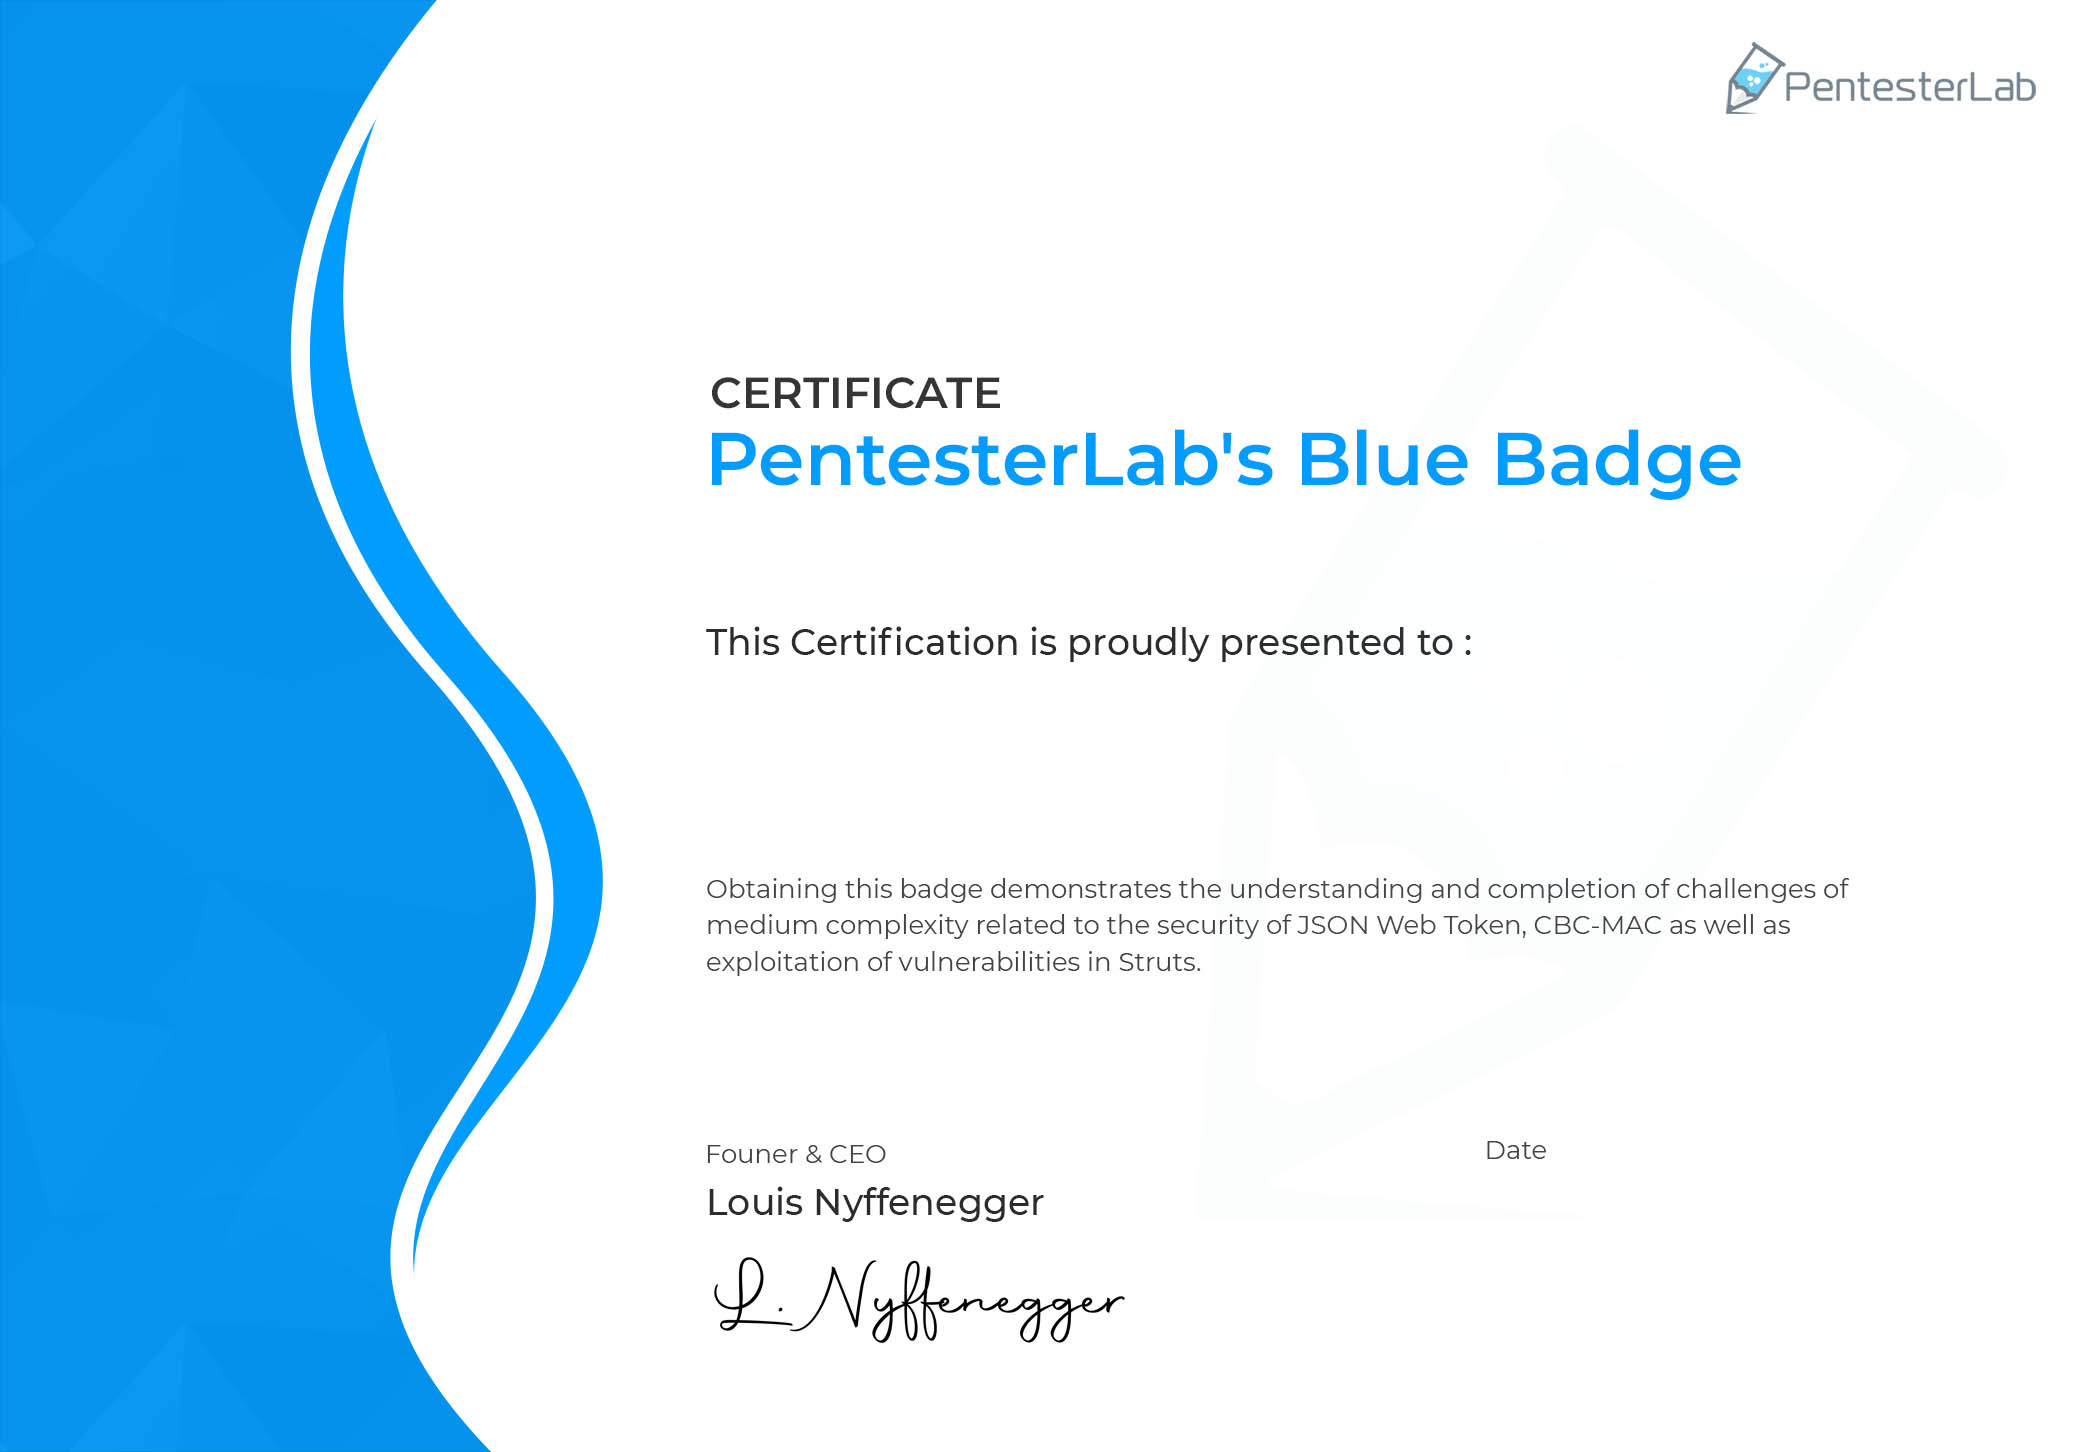 PentesterLab
CERTIFICATE
PentesterLab's Blue Badge
This Certification is proudly presented to :
Obtaining this badge demonstrates the understanding and completion of challenges of
medium complexity related to the security of JSON Web Token, CBC-MAC as well as
exploitation of vulnerabilities in Struts.
Founer & CEO
Date
Louis Nyffenegger
L. Nyffenegger